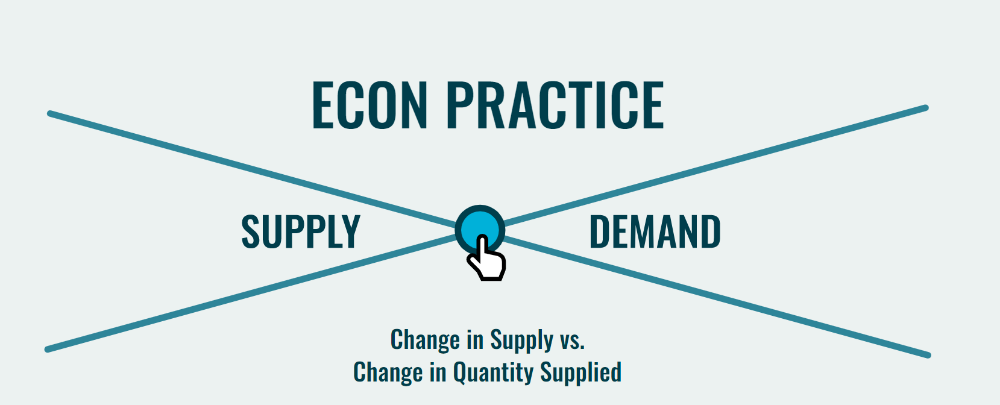 ECON PRACTICE
SUPPLY
DEMAND
Change in Supply vs.
Change in Quantity Supplied